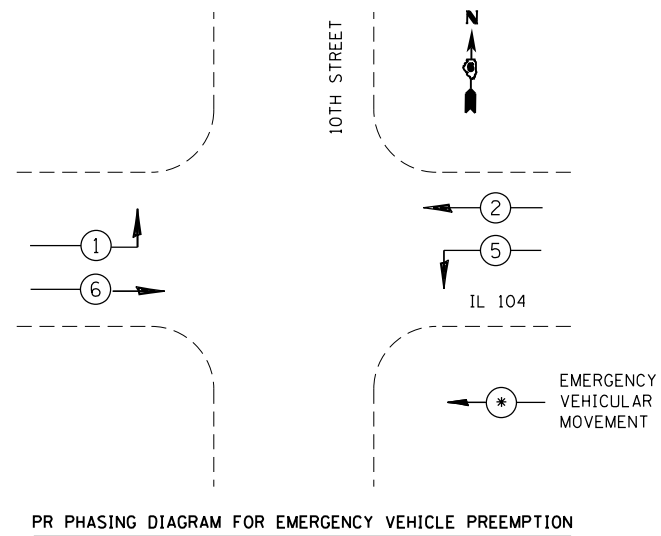 N
10TH STREET
2
1
5
6
IL 104
*
EMERGENCY
VEHICULAR
MOVEMENT
PR PHASING DIAGRAM FOR EMERGENCY VEHICLE PREEMPTION